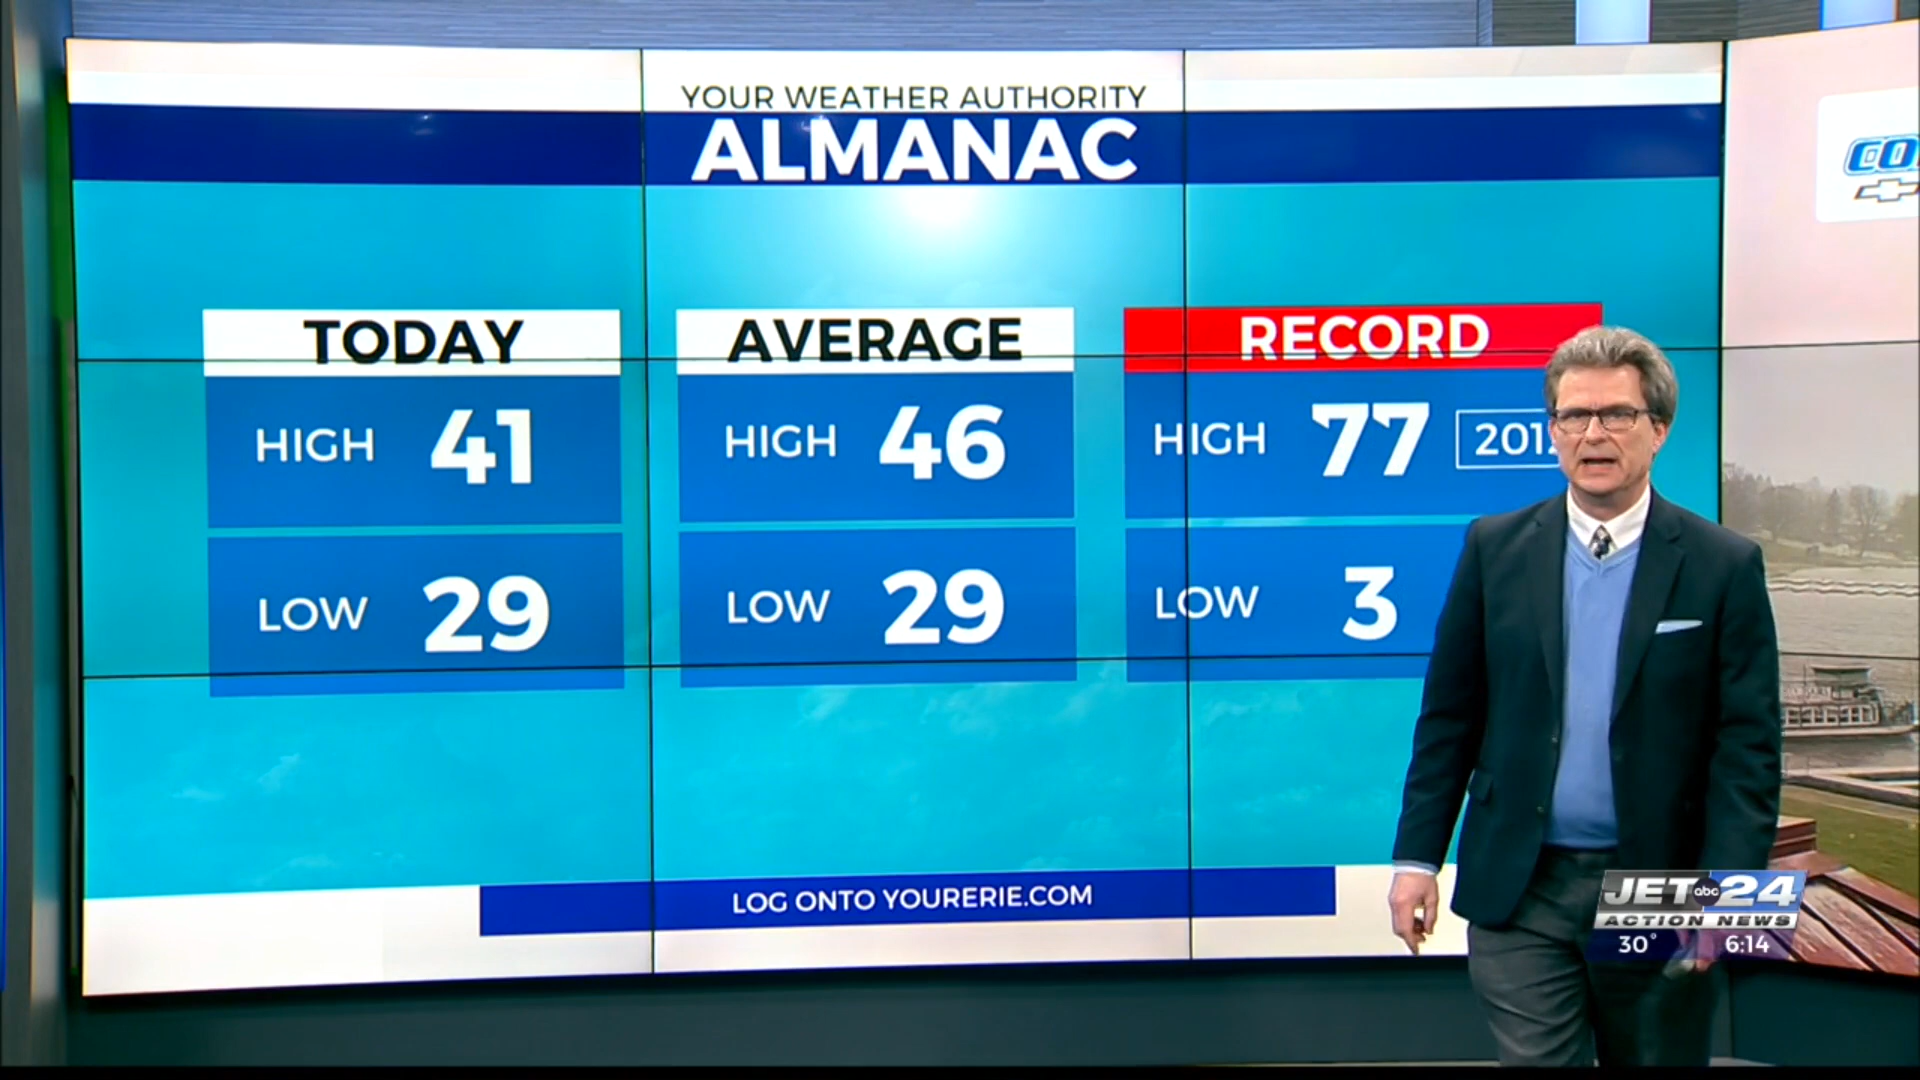 YOUR WEATHER AUTHORITY
ALMANAC
TODAY
HIGH 41
LOW 29
AVERAGE
HIGH 46
LOW 29
RECORD
HIGH 77
LOW 3
LOG ONTO YOURERIE.COM
JET abc 24
ACTION NEWS
30° 6:14